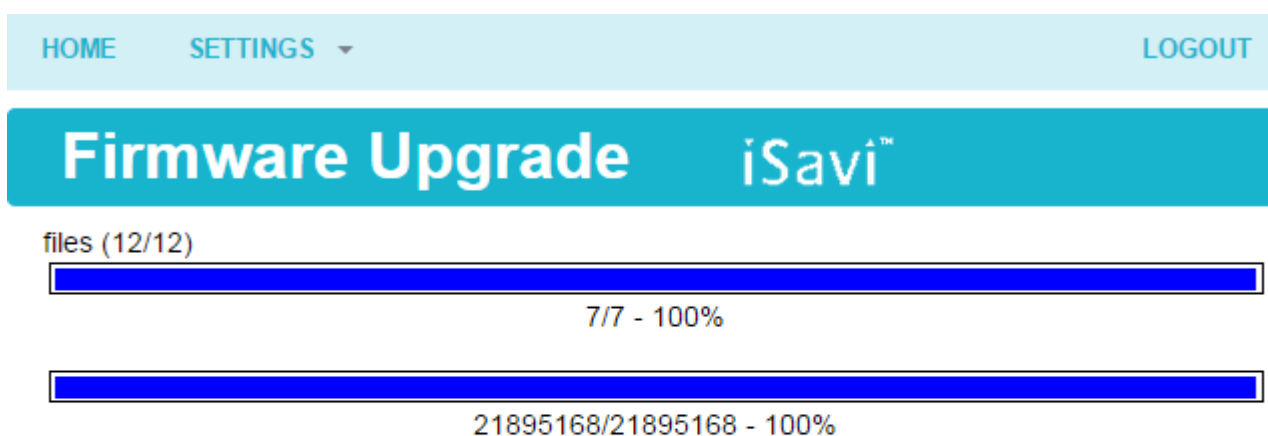 HOME SETTINGS LOGOUT
Firmware Upgrade iSavi™
files (12/12)
7/7 - 100%
21895168/21895168 - 100%